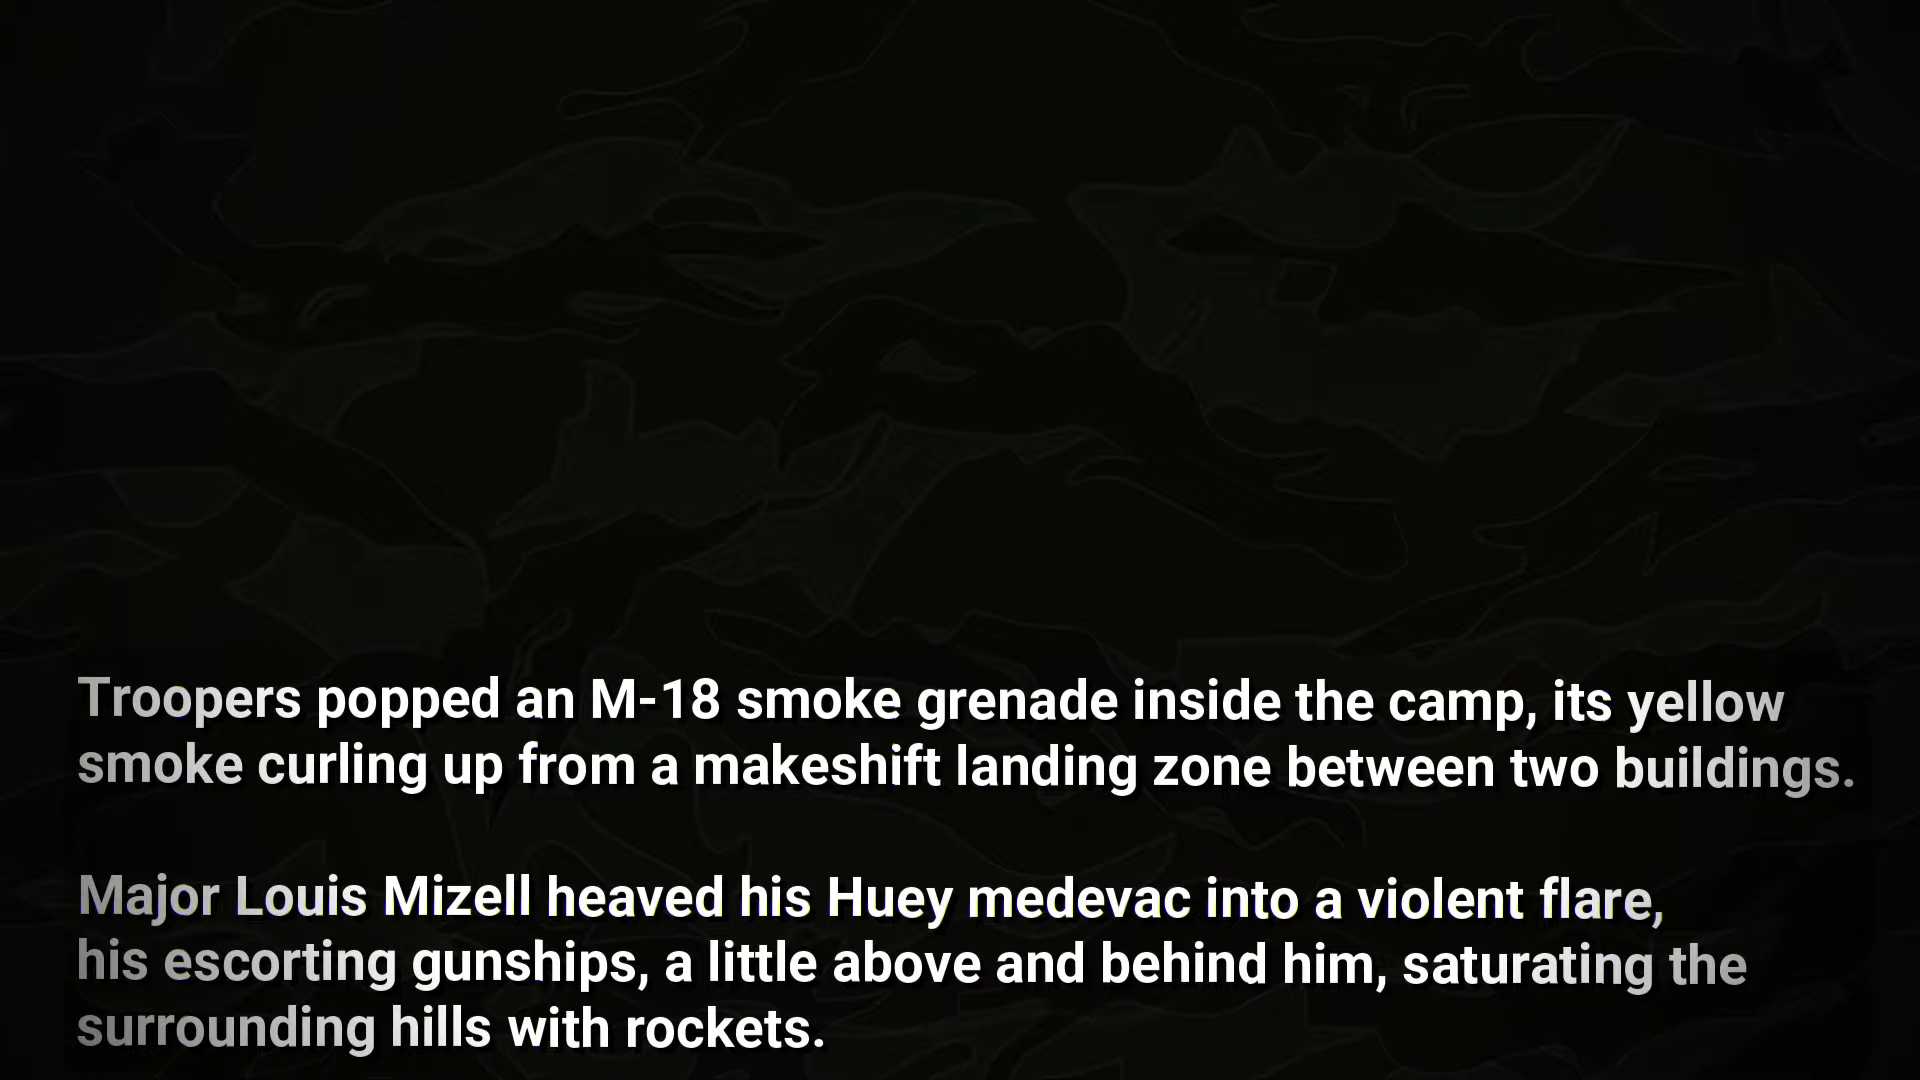 Troopers popped an M-18 smoke grenade inside the camp, its yellow
smoke curling up from a makeshift landing zone between two buildings.
Major Louis Mizell heaved his Huey medevac into a violent flare,
his escorting gunships, a little above and behind him, saturating the
surrounding hills with rockets.